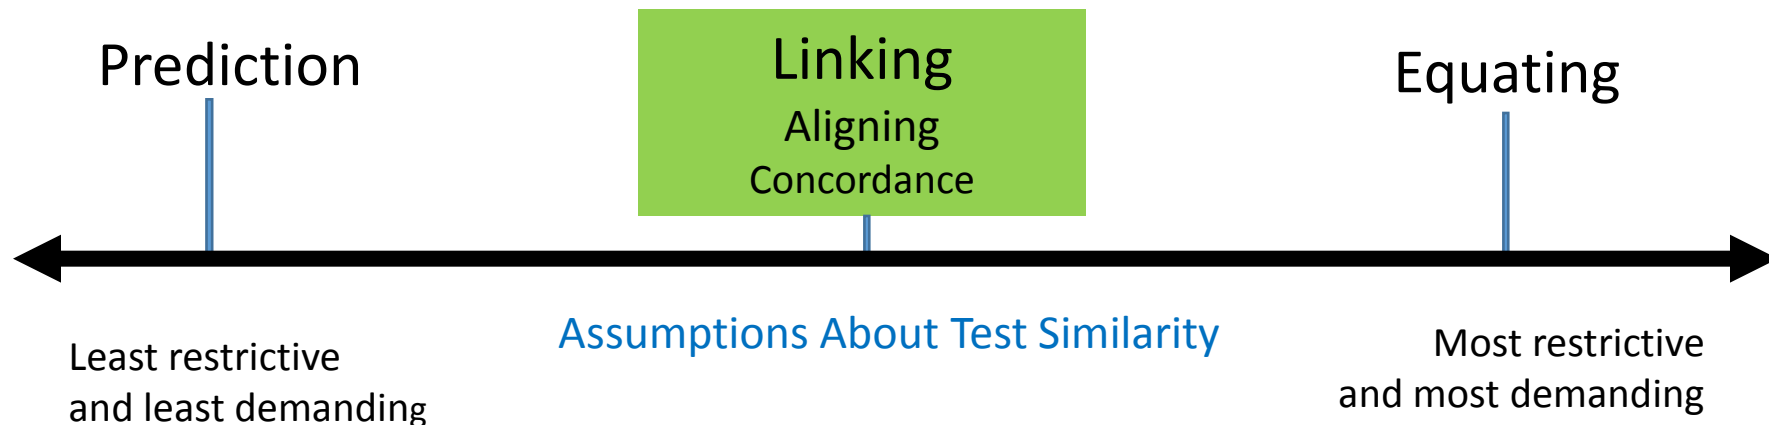 Prediction
Linking
Aligning
Concordance
Equating
Assumptions About Test Similarity
Least restrictive
and least demanding
Most restrictive
and most demanding